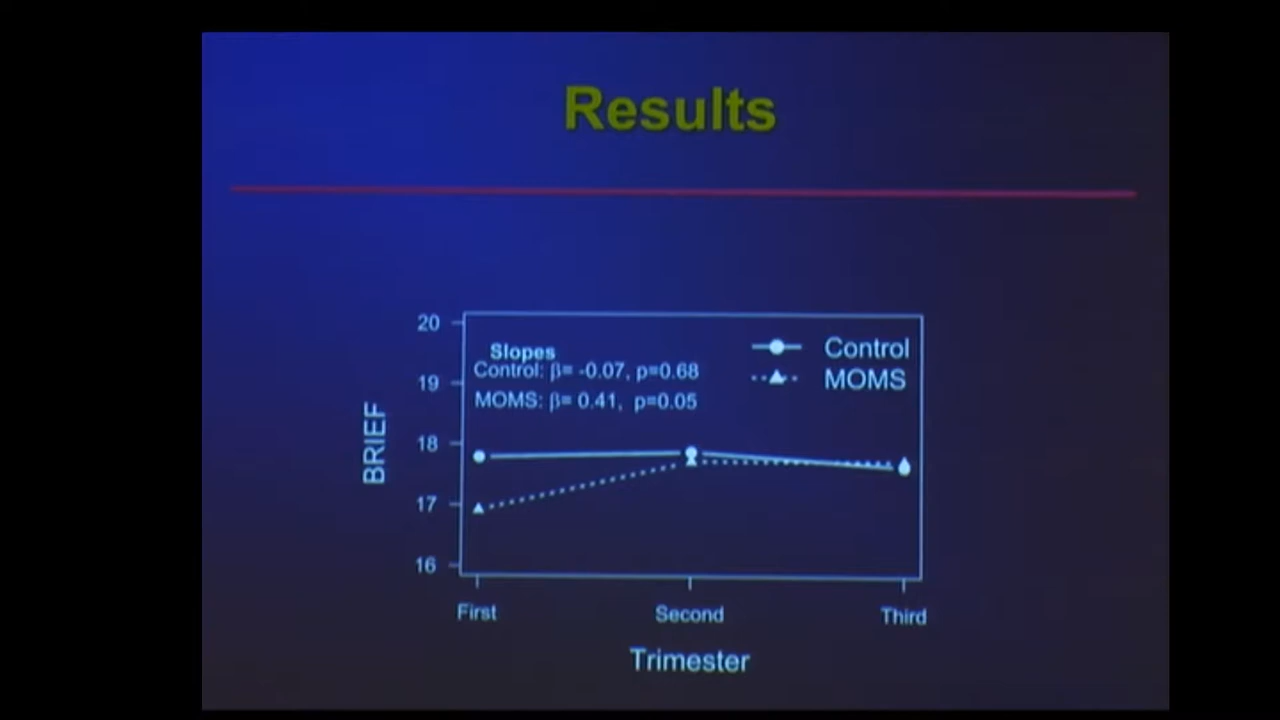 Results
20
19
18
17
16
BRIEF
Slopes
Control: β= -0.07, p=0.68
MOMS: β= 0.41, p=0.05
Control
MOMS
First
Second
Third
Trimester